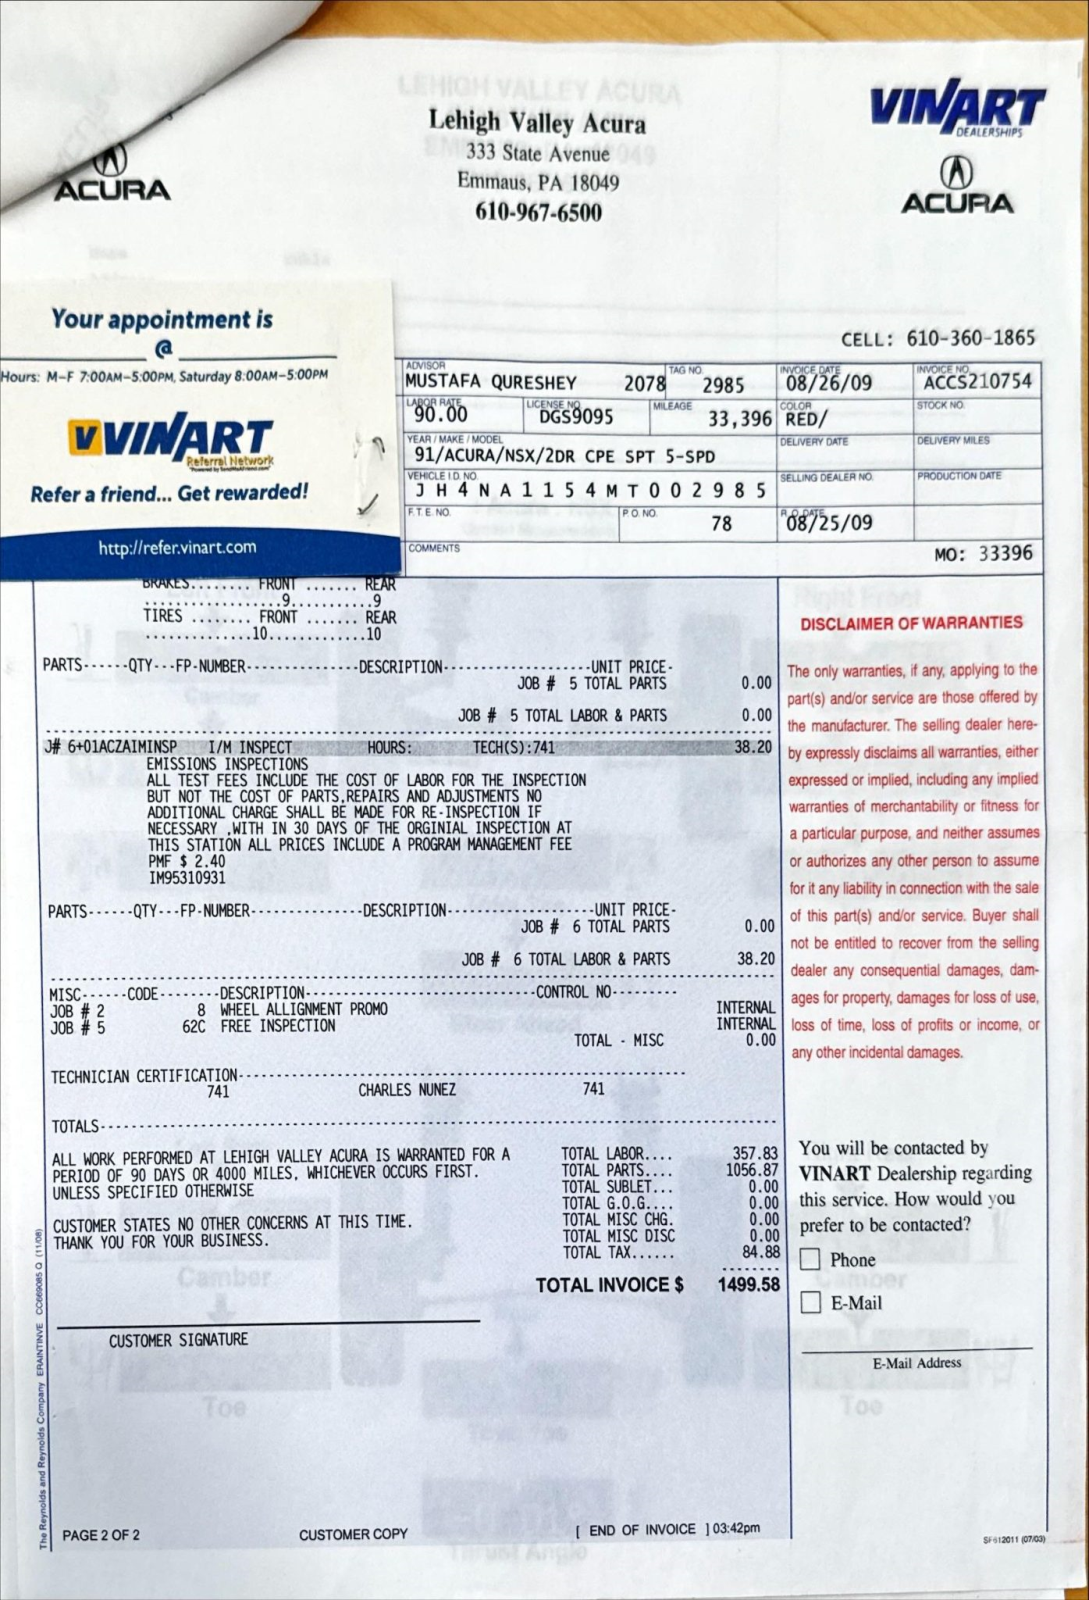 LEHIGH VALLEY ACURA
Lehigh Valley Acura
333 State Avenue
Emmaus, PA 18049
610-967-6500
ACURA
VINART
DEALERSHIPS
ACURA
Your appointment is
@
Hours: M-F 7:00AM-5:00PM, Saturday 8:00AM-5:00PM
VINART
Referral Network
Refer a friend... Get rewarded!
http://refer.vinart.com
CELL: 610-360-1865
ADVISOR TAG NO. INVOICE DATE INVOICE NO.
MUSTAFA QURESHEY 2078 2985 08/26/09 ACCS210754
LABOR RATE LICENSE NO. MILEAGE COLOR STOCK NO.
90.00 DGS9095 33,396 RED/
YEAR / MAKE / MODEL DELIVERY DATE DELIVERY MILES
91/ACURA/NSX/2DR CPE SPT 5-SPD
VEHICLE I.D. NO. SELLING DEALER NO. PRODUCTION DATE
J H 4 N A 1 1 5 4 M T 0 0 2 9 8 5
F.T.E. NO. P.O. NO. R.O. DATE
78 08/25/09
COMMENTS MO: 33396
BRAKES........ FRONT ....... REAR
.................9...........9
TIRES ........ FRONT ....... REAR
.............10............10
PARTS------QTY---FP-NUMBER--------------DESCRIPTION-------------------UNIT PRICE-
JOB # 5 TOTAL PARTS 0.00
JOB # 5 TOTAL LABOR & PARTS 0.00
J# 6+01ACZAIMINSP I/M INSPECT HOURS: TECH(S):741 38.20
EMISSIONS INSPECTIONS
ALL TEST FEES INCLUDE THE COST OF LABOR FOR THE INSPECTION
BUT NOT THE COST OF PARTS,REPAIRS AND ADJUSTMENTS NO
ADDITIONAL CHARGE SHALL BE MADE FOR RE-INSPECTION IF
NECESSARY ,WITH IN 30 DAYS OF THE ORGINIAL INSPECTION AT
THIS STATION ALL PRICES INCLUDE A PROGRAM MANAGEMENT FEE
PMF $ 2.40
IM95310931
PARTS------QTY---FP-NUMBER--------------DESCRIPTION-------------------UNIT PRICE-
JOB # 6 TOTAL PARTS 0.00
JOB # 6 TOTAL LABOR & PARTS 38.20
MISC------CODE--------DESCRIPTION-----------------------------CONTROL NO---------
JOB # 2 8 WHEEL ALLIGNMENT PROMO INTERNAL
JOB # 5 62C FREE INSPECTION INTERNAL
TOTAL - MISC 0.00
TECHNICIAN CERTIFICATION
741 CHARLES NUNEZ 741
TOTALS
ALL WORK PERFORMED AT LEHIGH VALLEY ACURA IS WARRANTED FOR A
PERIOD OF 90 DAYS OR 4000 MILES, WHICHEVER OCCURS FIRST.
UNLESS SPECIFIED OTHERWISE
CUSTOMER STATES NO OTHER CONCERNS AT THIS TIME.
THANK YOU FOR YOUR BUSINESS.
TOTAL LABOR.... 357.83
TOTAL PARTS.... 1056.87
TOTAL SUBLET... 0.00
TOTAL G.O.G.... 0.00
TOTAL MISC CHG. 0.00
TOTAL MISC DISC 0.00
TOTAL TAX...... 84.88
TOTAL INVOICE $ 1499.58
CUSTOMER SIGNATURE
DISCLAIMER OF WARRANTIES
The only warranties, if any, applying to the
part(s) and/or service are those offered by
the manufacturer. The selling dealer here-
by expressly disclaims all warranties, either
expressed or implied, including any implied
warranties of merchantability or fitness for
a particular purpose, and neither assumes
or authorizes any other person to assume
for it any liability in connection with the sale
of this part(s) and/or service. Buyer shall
not be entitled to recover from the selling
dealer any consequential damages, dam-
ages for property, damages for loss of use,
loss of time, loss of profits or income, or
any other incidental damages.
You will be contacted by
VINART Dealership regarding
this service. How would you
prefer to be contacted?
Phone
E-Mail
E-Mail Address
Camber
Toe
Camber
Toe
The Reynolds and Reynolds Company ERAINTINVE CC669085 Q (11/08)
PAGE 2 OF 2 CUSTOMER COPY [ END OF INVOICE ] 03:42pm
SF612011 (07/03)